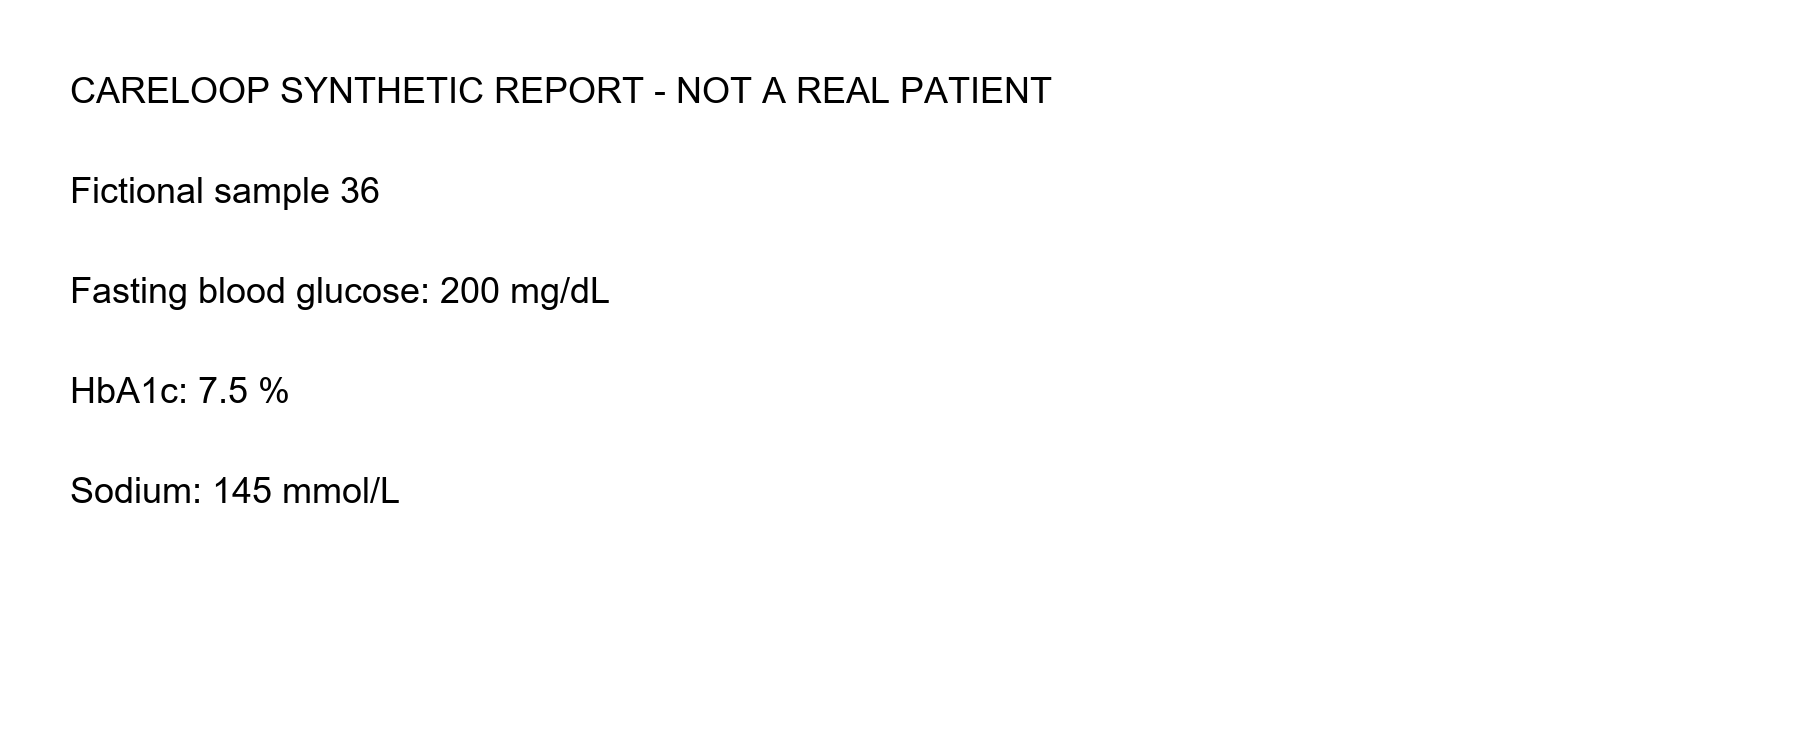 CARELOOP SYNTHETIC REPORT - NOT A REAL PATIENT
Fictional sample 36
Fasting blood glucose: 200 mg/dL
HbA1c: 7.5 %
Sodium: 145 mmol/L